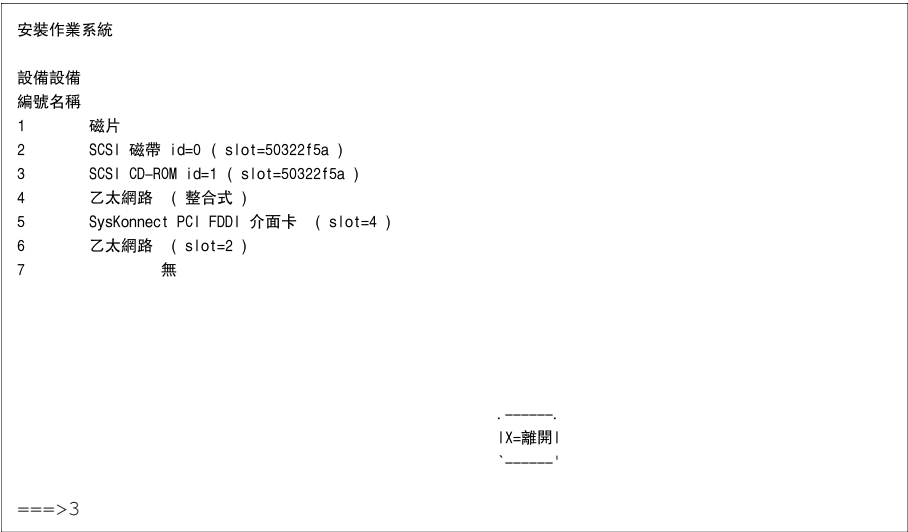 安裝作業系統
設備設備
編號名稱
1 磁片
2 SCSI 磁帶 id=0 ( slot=50322f5a )
3 SCSI CD-ROM id=1 ( slot=50322f5a )
4 乙太網路 ( 整合式 )
5 SysKonnect PCI FDDI 介面卡 ( slot=4 )
6 乙太網路 ( slot=2 )
7 無
.------.
|X=離開|
`------'
===>3